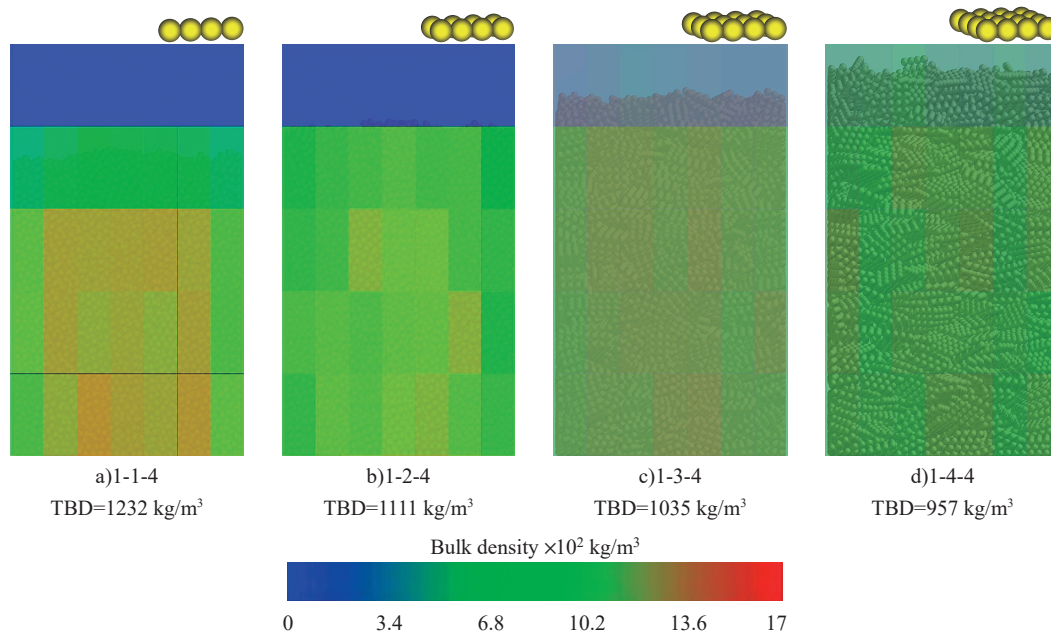 a)1-1-4
TBD=1232 kg/m³
b)1-2-4
TBD=1111 kg/m³
c)1-3-4
TBD=1035 kg/m³
d)1-4-4
TBD=957 kg/m³
Bulk density ×10² kg/m³
0 3.4 6.8 10.2 13.6 17